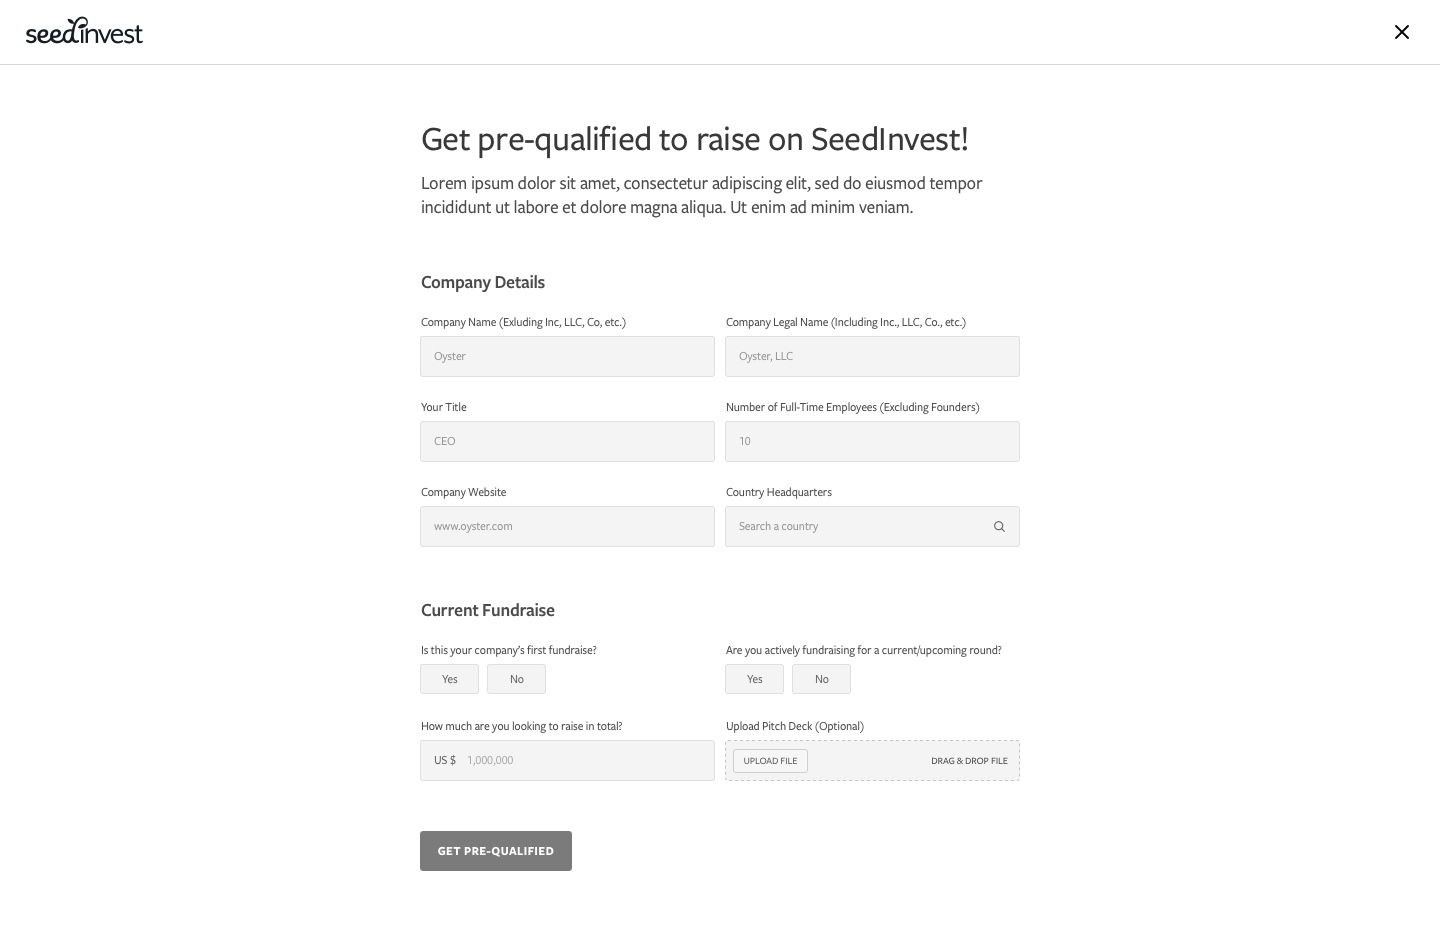 seedinvest
Get pre-qualified to raise on SeedInvest!
Lorem ipsum dolor sit amet, consectetur adipiscing elit, sed do eiusmod tempor
incididunt ut labore et dolore magna aliqua. Ut enim ad minim veniam.
Company Details
Company Name (Exluding Inc, LLC, Co, etc.)
Company Legal Name (Including Inc., LLC, Co., etc.)
Oyster
Oyster, LLC
Your Title
Number of Full-Time Employees (Excluding Founders)
CEO
10
Company Website
Country Headquarters
www.oyster.com
Search a country
Current Fundraise
Is this your company's first fundraise?
Are you actively fundraising for a current/upcoming round?
Yes
No
Yes
No
How much are you looking to raise in total?
Upload Pitch Deck (Optional)
US $ 1,000,000
UPLOAD FILE
DRAG & DROP FILE
GET PRE-QUALIFIED